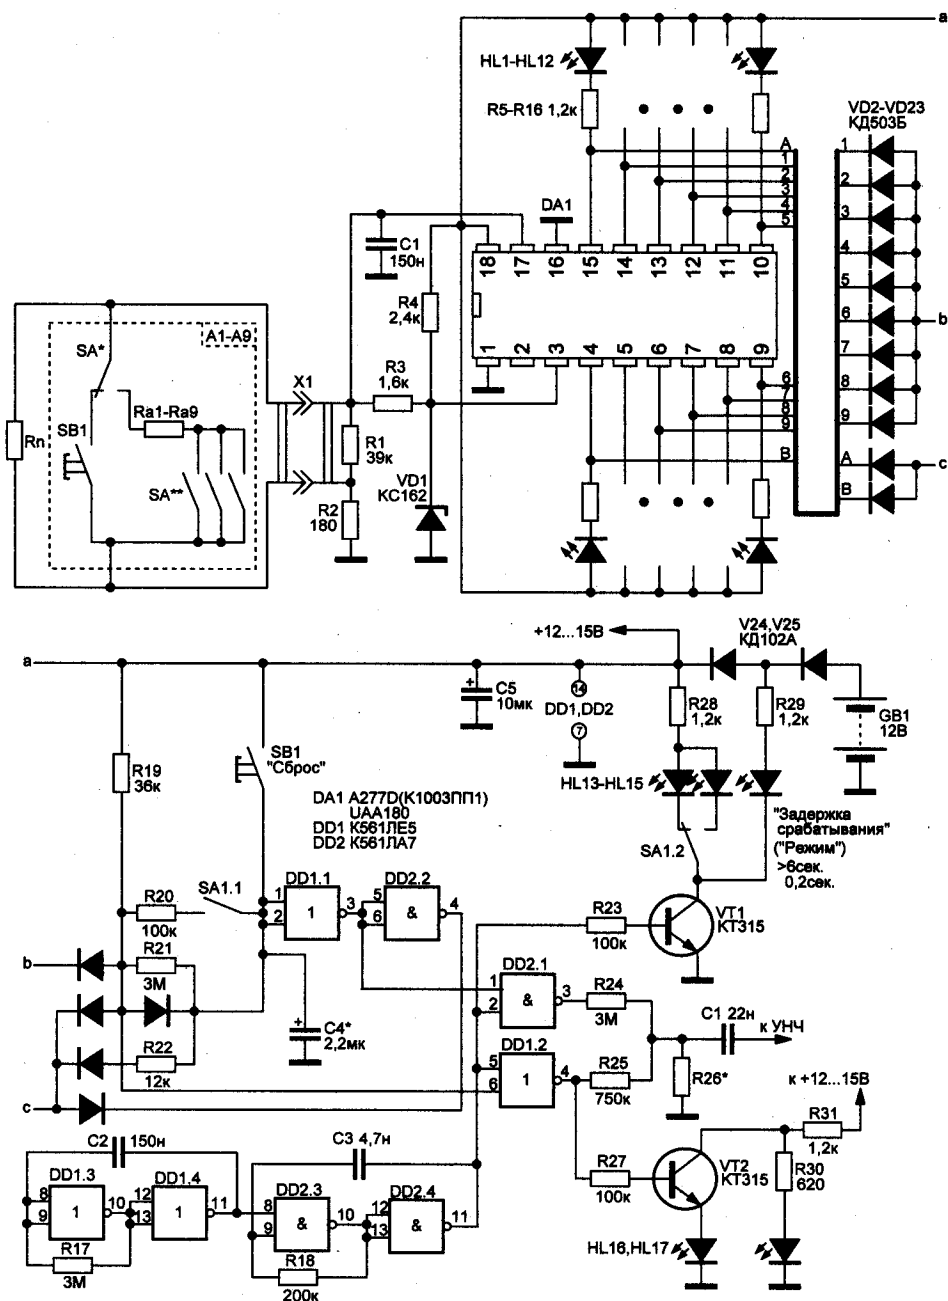 a
HL1-HL12
R5-R16 1,2к
VD2-VD23
КД503Б
A
1
2
3
4
5
1
2
3
4
5
6
7
8
9
A
B
b
c
DA1
C1
150н
18
17
16
15
14
13
12
11
10
1
2
3
4
5
6
7
8
9
6
7
8
9
B
R4
2,4к
A1-A9
SA*
X1
R3
1,6к
Ra1-Ra9
SB1
Rn
SA**
R1
39к
R2
180
VD1
КС162
+12...15В
V24,V25
КД102А
a
C5
10мк
14
DD1,DD2
7
R28
1,2к
R29
1,2к
GB1
12В
R19
36к
SB1
"Сброс"
HL13-HL15
DA1 A277D(К1003ПП1)
UAA180
DD1 К561ЛЕ5
DD2 К561ЛА7
"Задержка
срабатывания"
("Режим")
>6сек.
0,2сек.
SA1.2
R20
100к
SA1.1
DD1.1
1
2
1
3
DD2.2
5
6
&
4
R23
100к
VT1
КТ315
b
R21
3М
DD2.1
1
2
&
3
R24
3М
C1 22н
к УНЧ
C4*
2,2мк
R22
12к
DD1.2
5
6
1
4
R25
750к
R26*
к +12...15В
c
R31
1,2к
C2
150н
C3 4,7н
DD1.3
8
9
1
10
DD1.4
12
13
1
11
DD2.3
8
9
&
10
DD2.4
12
13
&
11
R27
100к
VT2
КТ315
R30
620
R17
3М
R18
200к
HL16,HL17